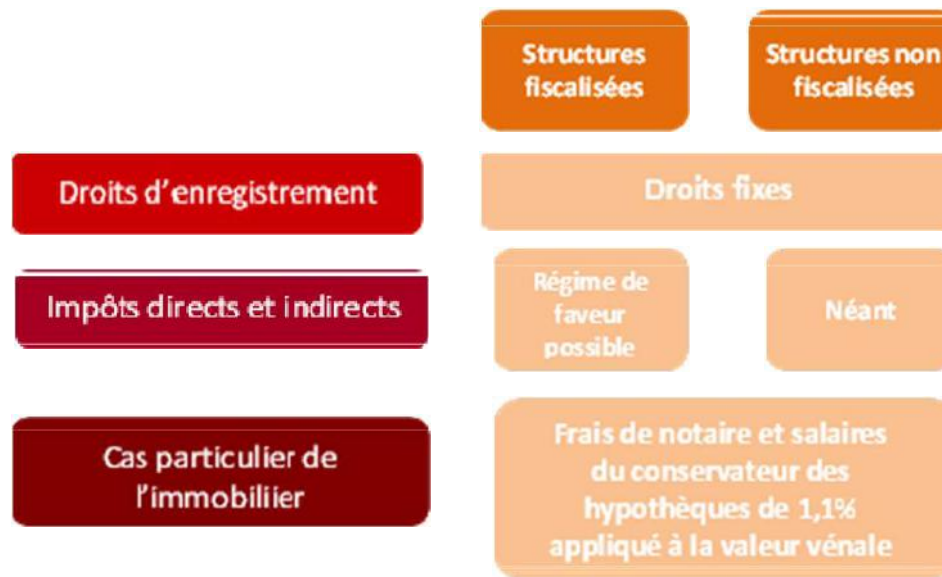 Structures
fiscalisées
Structures non
fiscalisées
Droits d'enregistrement
Droits fixes
Impôts directs et indirects
Régime de
faveur
possible
Néant
Cas particulier de
l'immobiliier
Frais de notaire et salaires
du conservateur des
hypothèques de 1,1%
appliqué à la valeur vénale